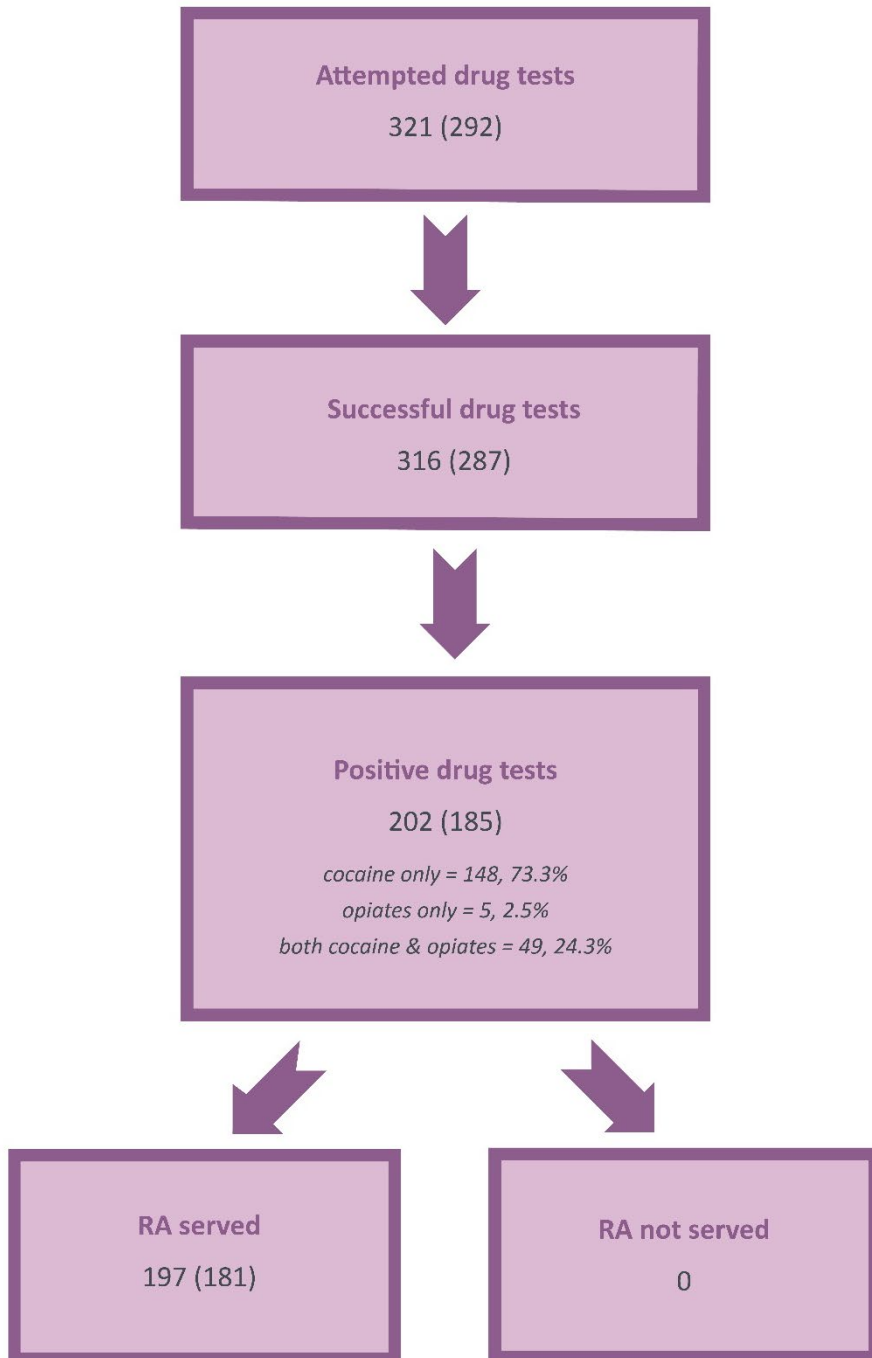 Attempted drug tests
321 (292)
Successful drug tests
316 (287)
Positive drug tests
202 (185)
cocaine only = 148, 73.3%
opiates only = 5, 2.5%
both cocaine & opiates = 49, 24.3%
RA served
197 (181)
RA not served
0